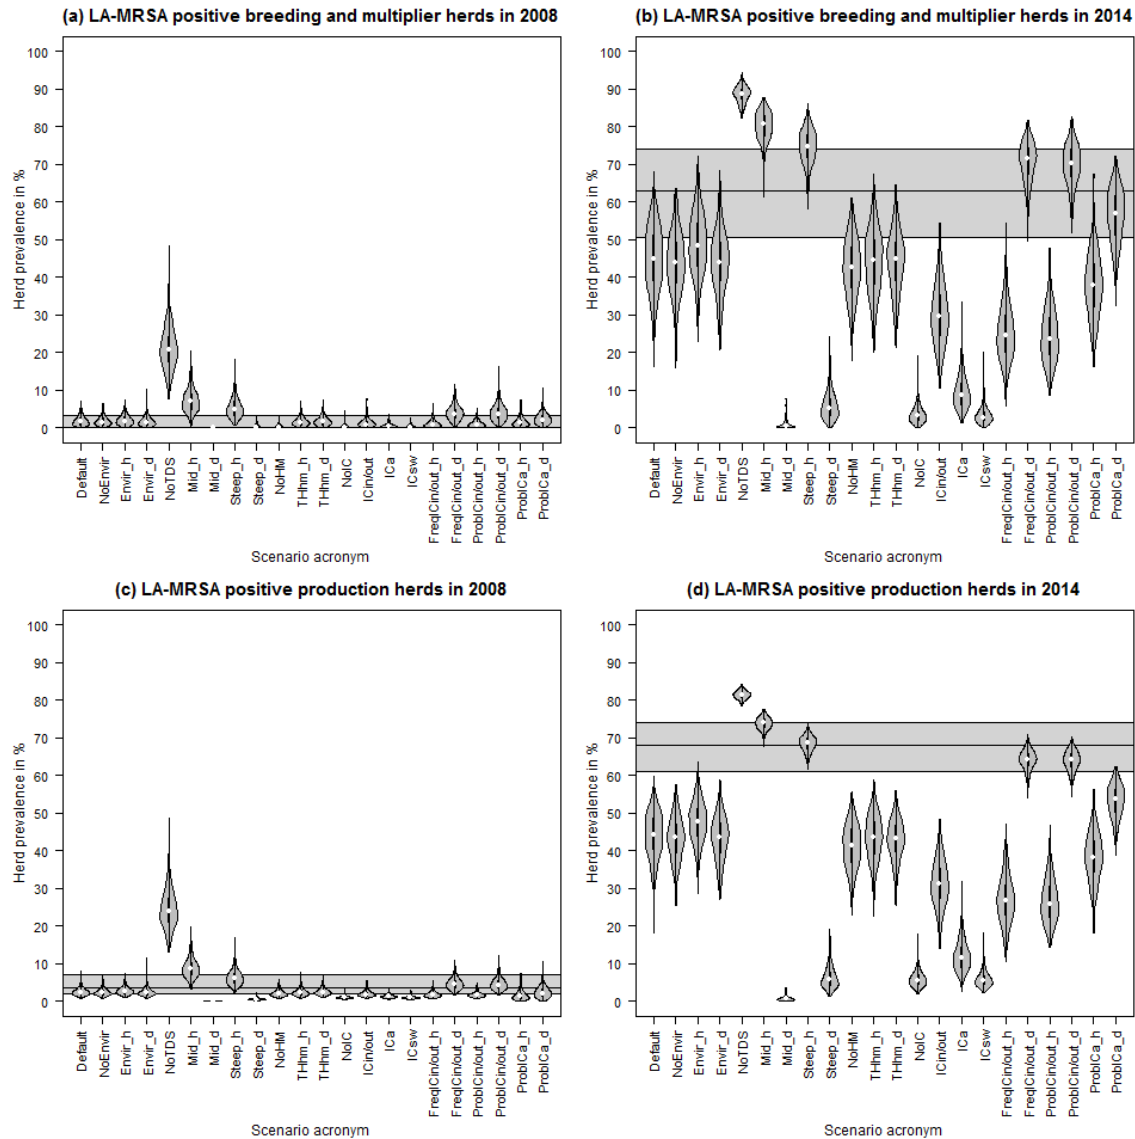 (a) LA-MRSA positive breeding and multiplier herds in 2008
Herd prevalence in %
100
90
80
70
60
50
40
30
20
10
0
Default
NoEnvir
Envir_h
Envir_d
NoTDS
Mid_h
Mid_d
Steep_h
Steep_d
NoHM
THhm_h
THhm_d
NoIC
ICin/out
ICa
ICsw
FreqICin/out_h
FreqICin/out_d
ProbICin/out_h
ProbICin/out_d
ProbICa_h
ProbICa_d
Scenario acronym
(b) LA-MRSA positive breeding and multiplier herds in 2014
Herd prevalence in %
100
90
80
70
60
50
40
30
20
10
0
Default
NoEnvir
Envir_h
Envir_d
NoTDS
Mid_h
Mid_d
Steep_h
Steep_d
NoHM
THhm_h
THhm_d
NoIC
ICin/out
ICa
ICsw
FreqICin/out_h
FreqICin/out_d
ProbICin/out_h
ProbICin/out_d
ProbICa_h
ProbICa_d
Scenario acronym
(c) LA-MRSA positive production herds in 2008
Herd prevalence in %
100
90
80
70
60
50
40
30
20
10
0
Default
NoEnvir
Envir_h
Envir_d
NoTDS
Mid_h
Mid_d
Steep_h
Steep_d
NoHM
THhm_h
THhm_d
NoIC
ICin/out
ICa
ICsw
FreqICin/out_h
FreqICin/out_d
ProbICin/out_h
ProbICin/out_d
ProbICa_h
ProbICa_d
Scenario acronym
(d) LA-MRSA positive production herds in 2014
Herd prevalence in %
100
90
80
70
60
50
40
30
20
10
0
Default
NoEnvir
Envir_h
Envir_d
NoTDS
Mid_h
Mid_d
Steep_h
Steep_d
NoHM
THhm_h
THhm_d
NoIC
ICin/out
ICa
ICsw
FreqICin/out_h
FreqICin/out_d
ProbICin/out_h
ProbICin/out_d
ProbICa_h
ProbICa_d
Scenario acronym